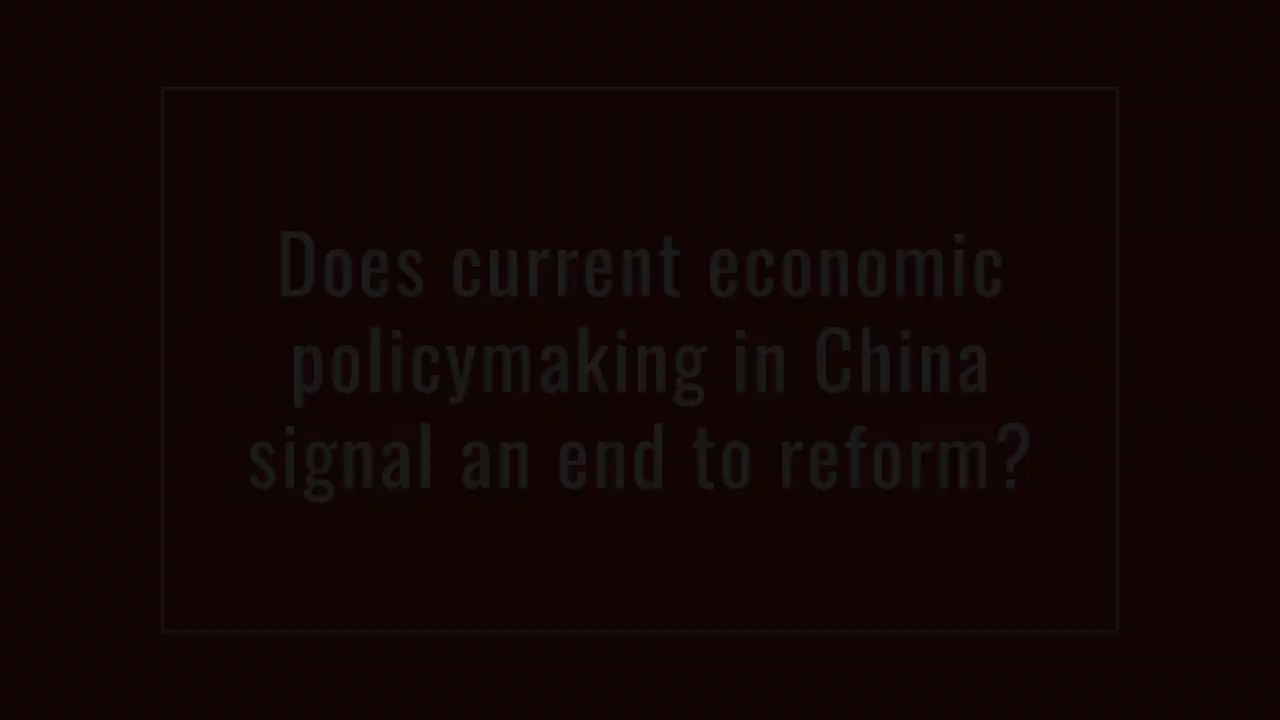 Does current economic
policymaking in China
signal an end to reform?